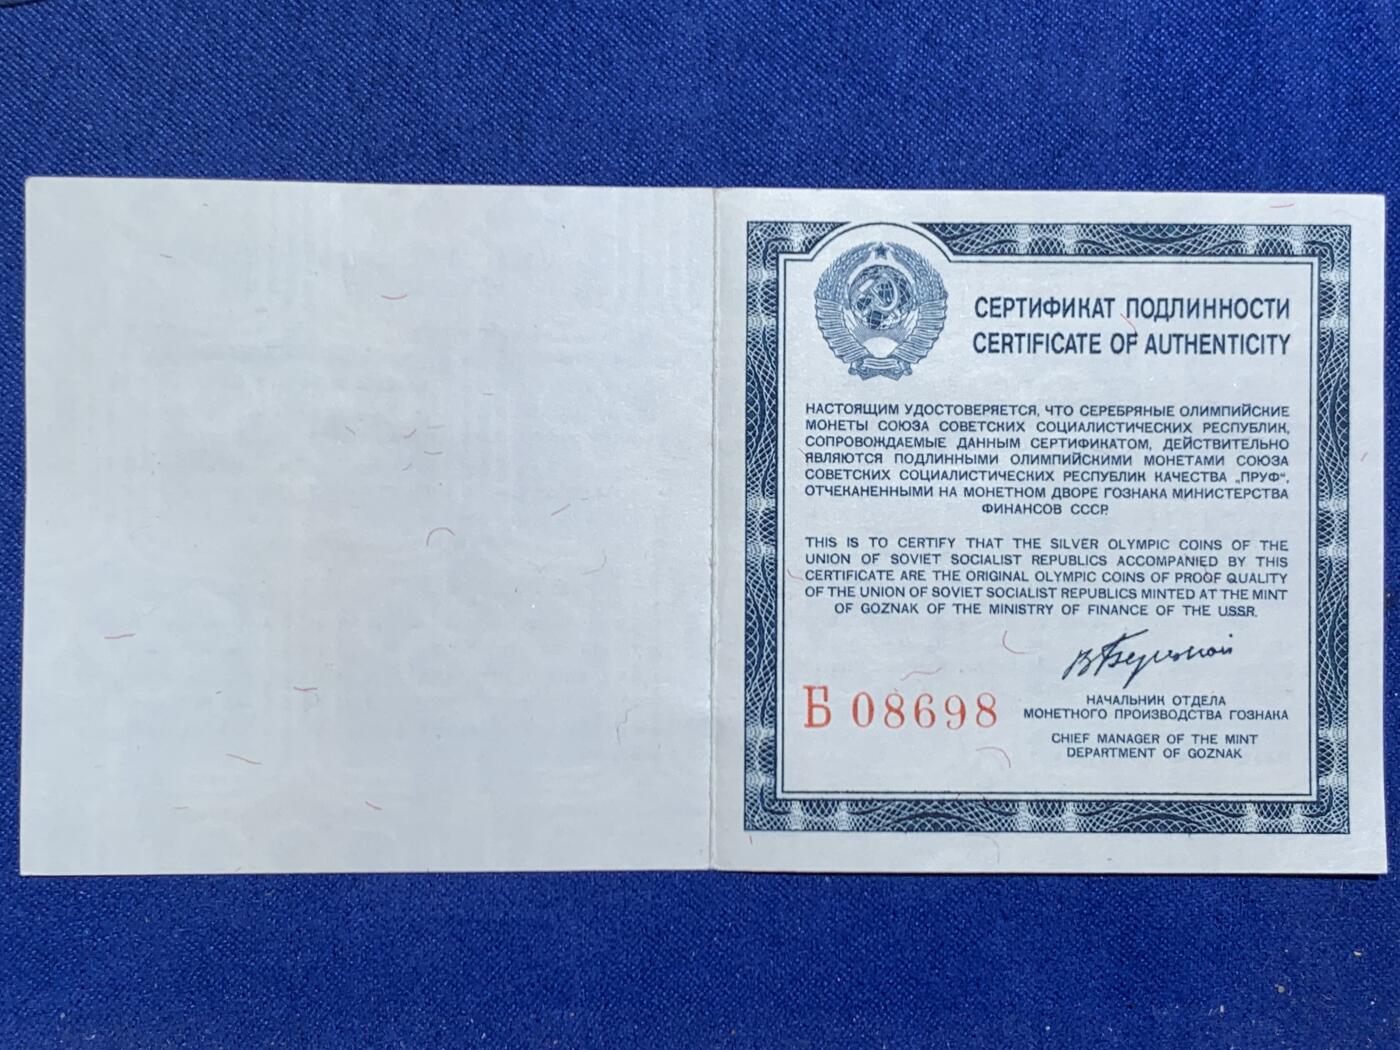 СЕРТИФИКАТ ПОДЛИННОСТИ
CERTIFICATE OF AUTHENTICITY
НАСТОЯЩИМ УДОСТОВЕРЯЕТСЯ, ЧТО СЕРЕБРЯНЫЕ ОЛИМПИЙСКИЕ
МОНЕТЫ СОЮЗА СОВЕТСКИХ СОЦИАЛИСТИЧЕСКИХ РЕСПУБЛИК,
СОПРОВОЖДАЕМЫЕ ДАННЫМ СЕРТИФИКАТОМ, ДЕЙСТВИТЕЛЬНО
ЯВЛЯЮТСЯ ПОДЛИННЫМИ ОЛИМПИЙСКИМИ МОНЕТАМИ СОЮЗА
СОВЕТСКИХ СОЦИАЛИСТИЧЕСКИХ РЕСПУБЛИК КАЧЕСТВА „ПРУФ“,
ОТЧЕКАНЕННЫМИ НА МОНЕТНОМ ДВОРЕ ГОЗНАКА МИНИСТЕРСТВА
ФИНАНСОВ СССР.
THIS IS TO CERTIFY THAT THE SILVER OLYMPIC COINS OF THE
UNION OF SOVIET SOCIALIST REPUBLICS ACCOMPANIED BY THIS
CERTIFICATE ARE THE ORIGINAL OLYMPIC COINS OF PROOF QUALITY
OF THE UNION OF SOVIET SOCIALIST REPUBLICS MINTED AT THE MINT
OF GOZNAK OF THE MINISTRY OF FINANCE OF THE U.S.S.R.
Б 08698
НАЧАЛЬНИК ОТДЕЛА
МОНЕТНОГО ПРОИЗВОДСТВА ГОЗНАКА
CHIEF MANAGER OF THE MINT
DEPARTMENT OF GOZNAK